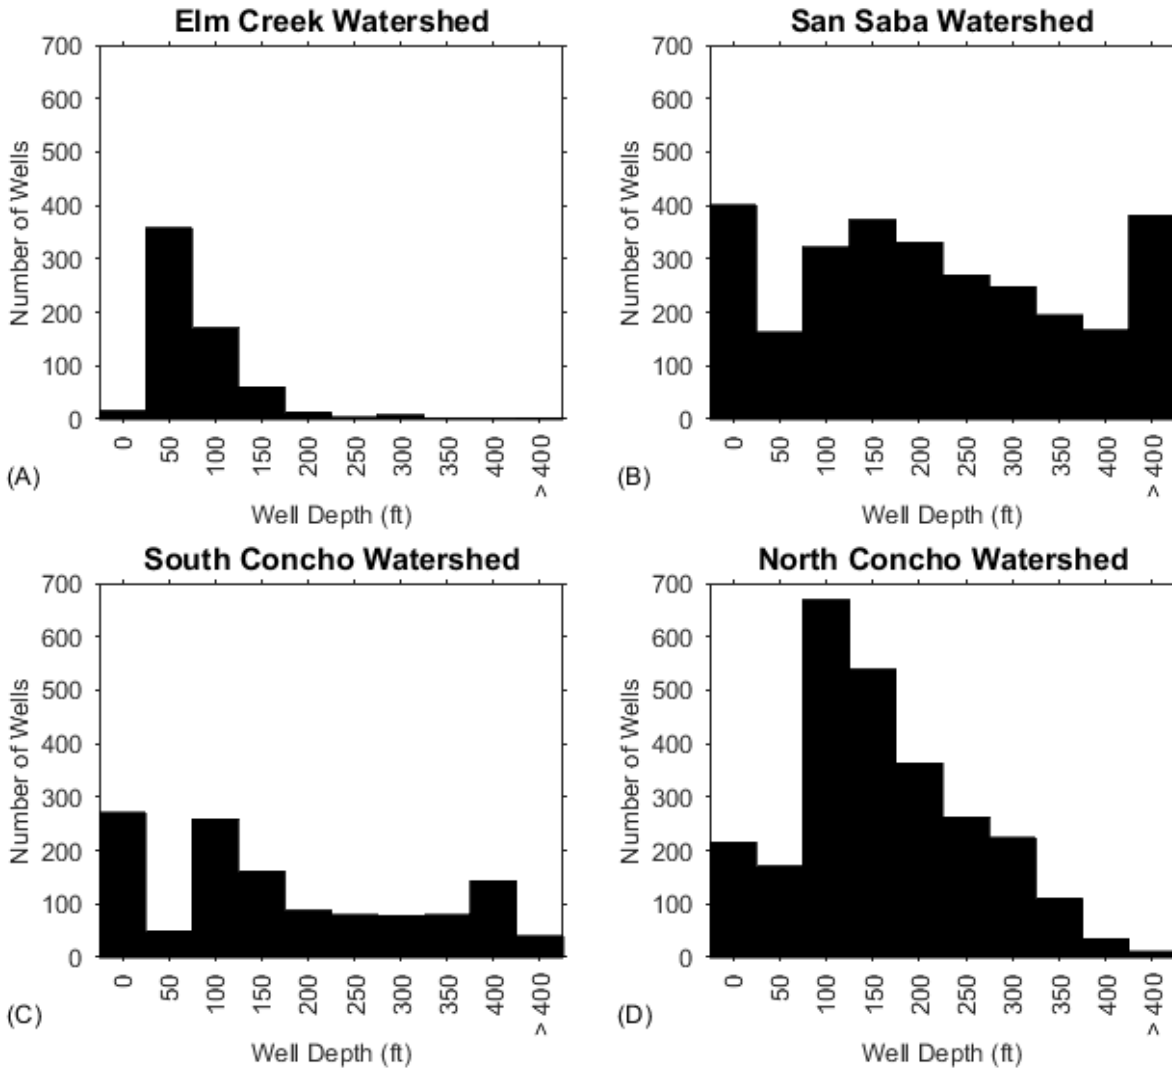 Elm Creek Watershed
700
600
500
400
300
200
100
0
Number of Wells
0 50 100 150 200 250 300 350 400 > 400
Well Depth (ft)
(A)
San Saba Watershed
700
600
500
400
300
200
100
0
Number of Wells
0 50 100 150 200 250 300 350 400 > 400
Well Depth (ft)
(B)
South Concho Watershed
700
600
500
400
300
200
100
0
Number of Wells
0 50 100 150 200 250 300 350 400 > 400
Well Depth (ft)
(C)
North Concho Watershed
700
600
500
400
300
200
100
0
Number of Wells
0 50 100 150 200 250 300 350 400 > 400
Well Depth (ft)
(D)